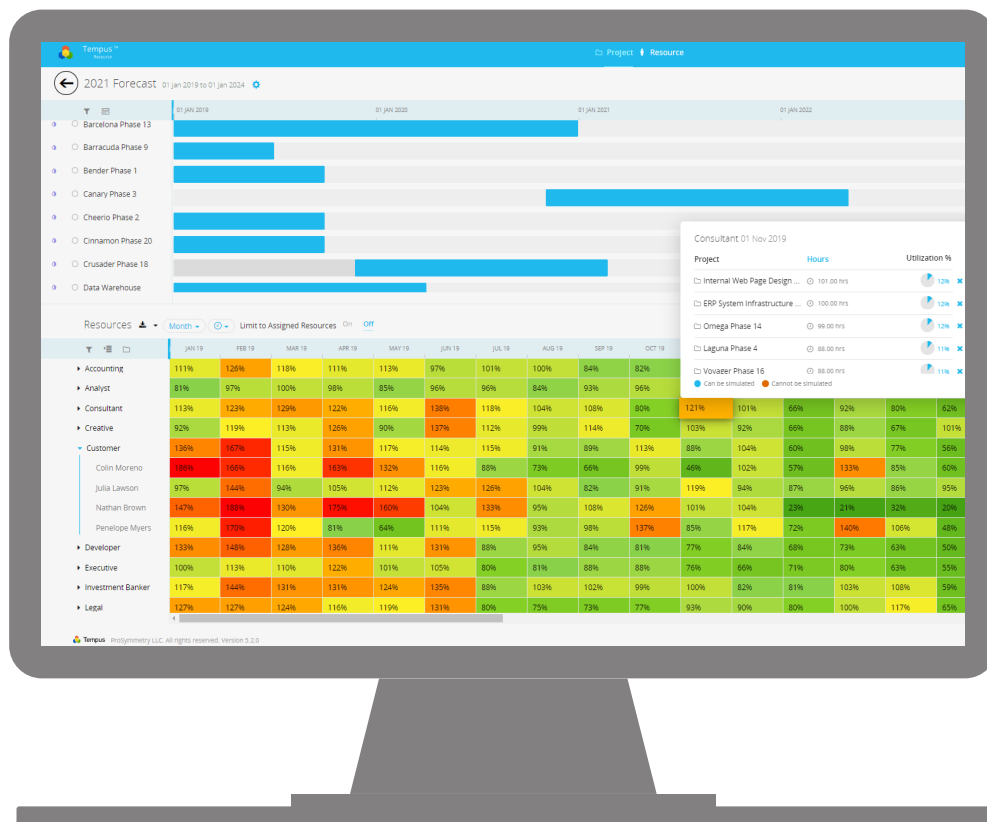 Tempus ™
Resource
Project Resource
2021 Forecast 01 Jan 2019 to 01 Jan 2024
01 JAN 2019 01 JAN 2020 01 JAN 2021 01 JAN 2022
Barcelona Phase 13
Barracuda Phase 9
Bender Phase 1
Canary Phase 3
Cheerio Phase 2
Cinnamon Phase 20
Crusader Phase 18
Data Warehouse
Consultant 01 Nov 2019
Project Hours Utilization %
Internal Web Page Design ... 101.00 hrs 12%
ERP System Infrastructure ... 100.00 hrs 12%
Omega Phase 14 99.00 hrs 12%
Laguna Phase 4 88.00 hrs 11%
Voyager Phase 16 88.00 hrs 11%
Can be simulated Cannot be simulated
Resources Month Limit to Assigned Resources On Off
JAN 19 FEB 19 MAR 19 APR 19 MAY 19 JUN 19 JUL 19 AUG 19 SEP 19 OCT 19
Accounting 111% 126% 118% 111% 113% 97% 101% 100% 84% 82%
Analyst 81% 97% 100% 98% 85% 96% 96% 84% 93% 96%
Consultant 113% 123% 129% 122% 116% 138% 118% 104% 108% 80% 121% 101% 66% 92% 80% 62%
Creative 92% 119% 113% 126% 90% 137% 112% 99% 114% 70% 103% 92% 66% 88% 67% 101%
Customer 136% 167% 115% 131% 117% 114% 115% 91% 89% 113% 88% 104% 60% 98% 77% 56%
Colin Moreno 186% 166% 116% 163% 132% 116% 88% 73% 66% 99% 46% 102% 57% 133% 85% 60%
Julia Lawson 97% 144% 94% 105% 112% 123% 126% 104% 82% 91% 119% 94% 87% 96% 86% 95%
Nathan Brown 147% 188% 130% 175% 160% 104% 133% 95% 108% 126% 101% 104% 23% 21% 32% 20%
Penelope Myers 116% 170% 120% 81% 64% 111% 115% 93% 98% 137% 85% 117% 72% 140% 106% 48%
Developer 133% 148% 128% 136% 111% 131% 88% 95% 84% 81% 77% 84% 68% 73% 63% 50%
Executive 100% 113% 110% 122% 101% 105% 80% 81% 88% 88% 76% 66% 71% 80% 63% 55%
Investment Banker 117% 144% 131% 131% 124% 135% 88% 103% 102% 99% 100% 82% 81% 103% 108% 59%
Legal 127% 127% 124% 116% 119% 131% 80% 75% 73% 77% 93% 90% 80% 100% 117% 65%
Tempus ProSymmetry LLC. All rights reserved. Version 5.2.0